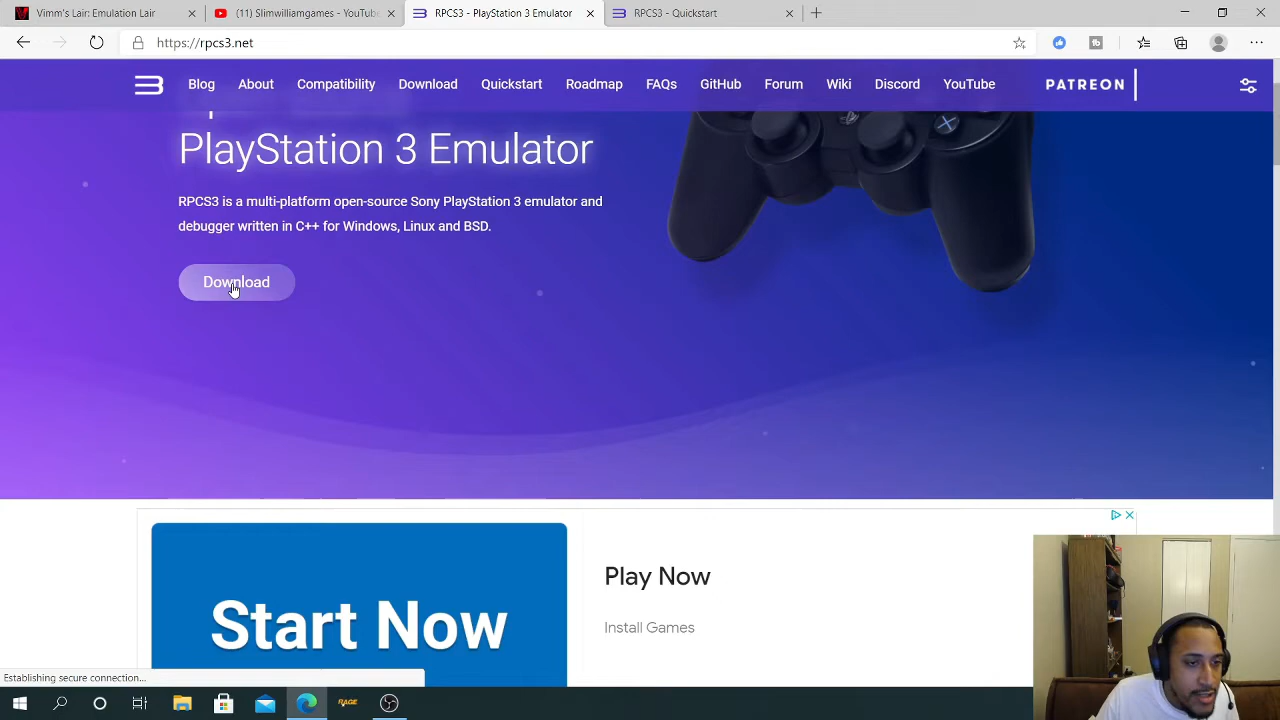 Vimm's Lair: Emulation Lair
(11) Slimwilliamgames - YouTube
RPCS3 - PlayStation 3 Emulator
RPCS3 - Quickstart
https://rpcs3.net
Blog
About
Compatibility
Download
Quickstart
Roadmap
FAQs
GitHub
Forum
Wiki
Discord
YouTube
PATREON
PlayStation 3 Emulator
RPCS3 is a multi-platform open-source Sony PlayStation 3 emulator and
debugger written in C++ for Windows, Linux and BSD.
Download
Start Now
Play Now
Install Games
Establishing secure connection...
RAGE